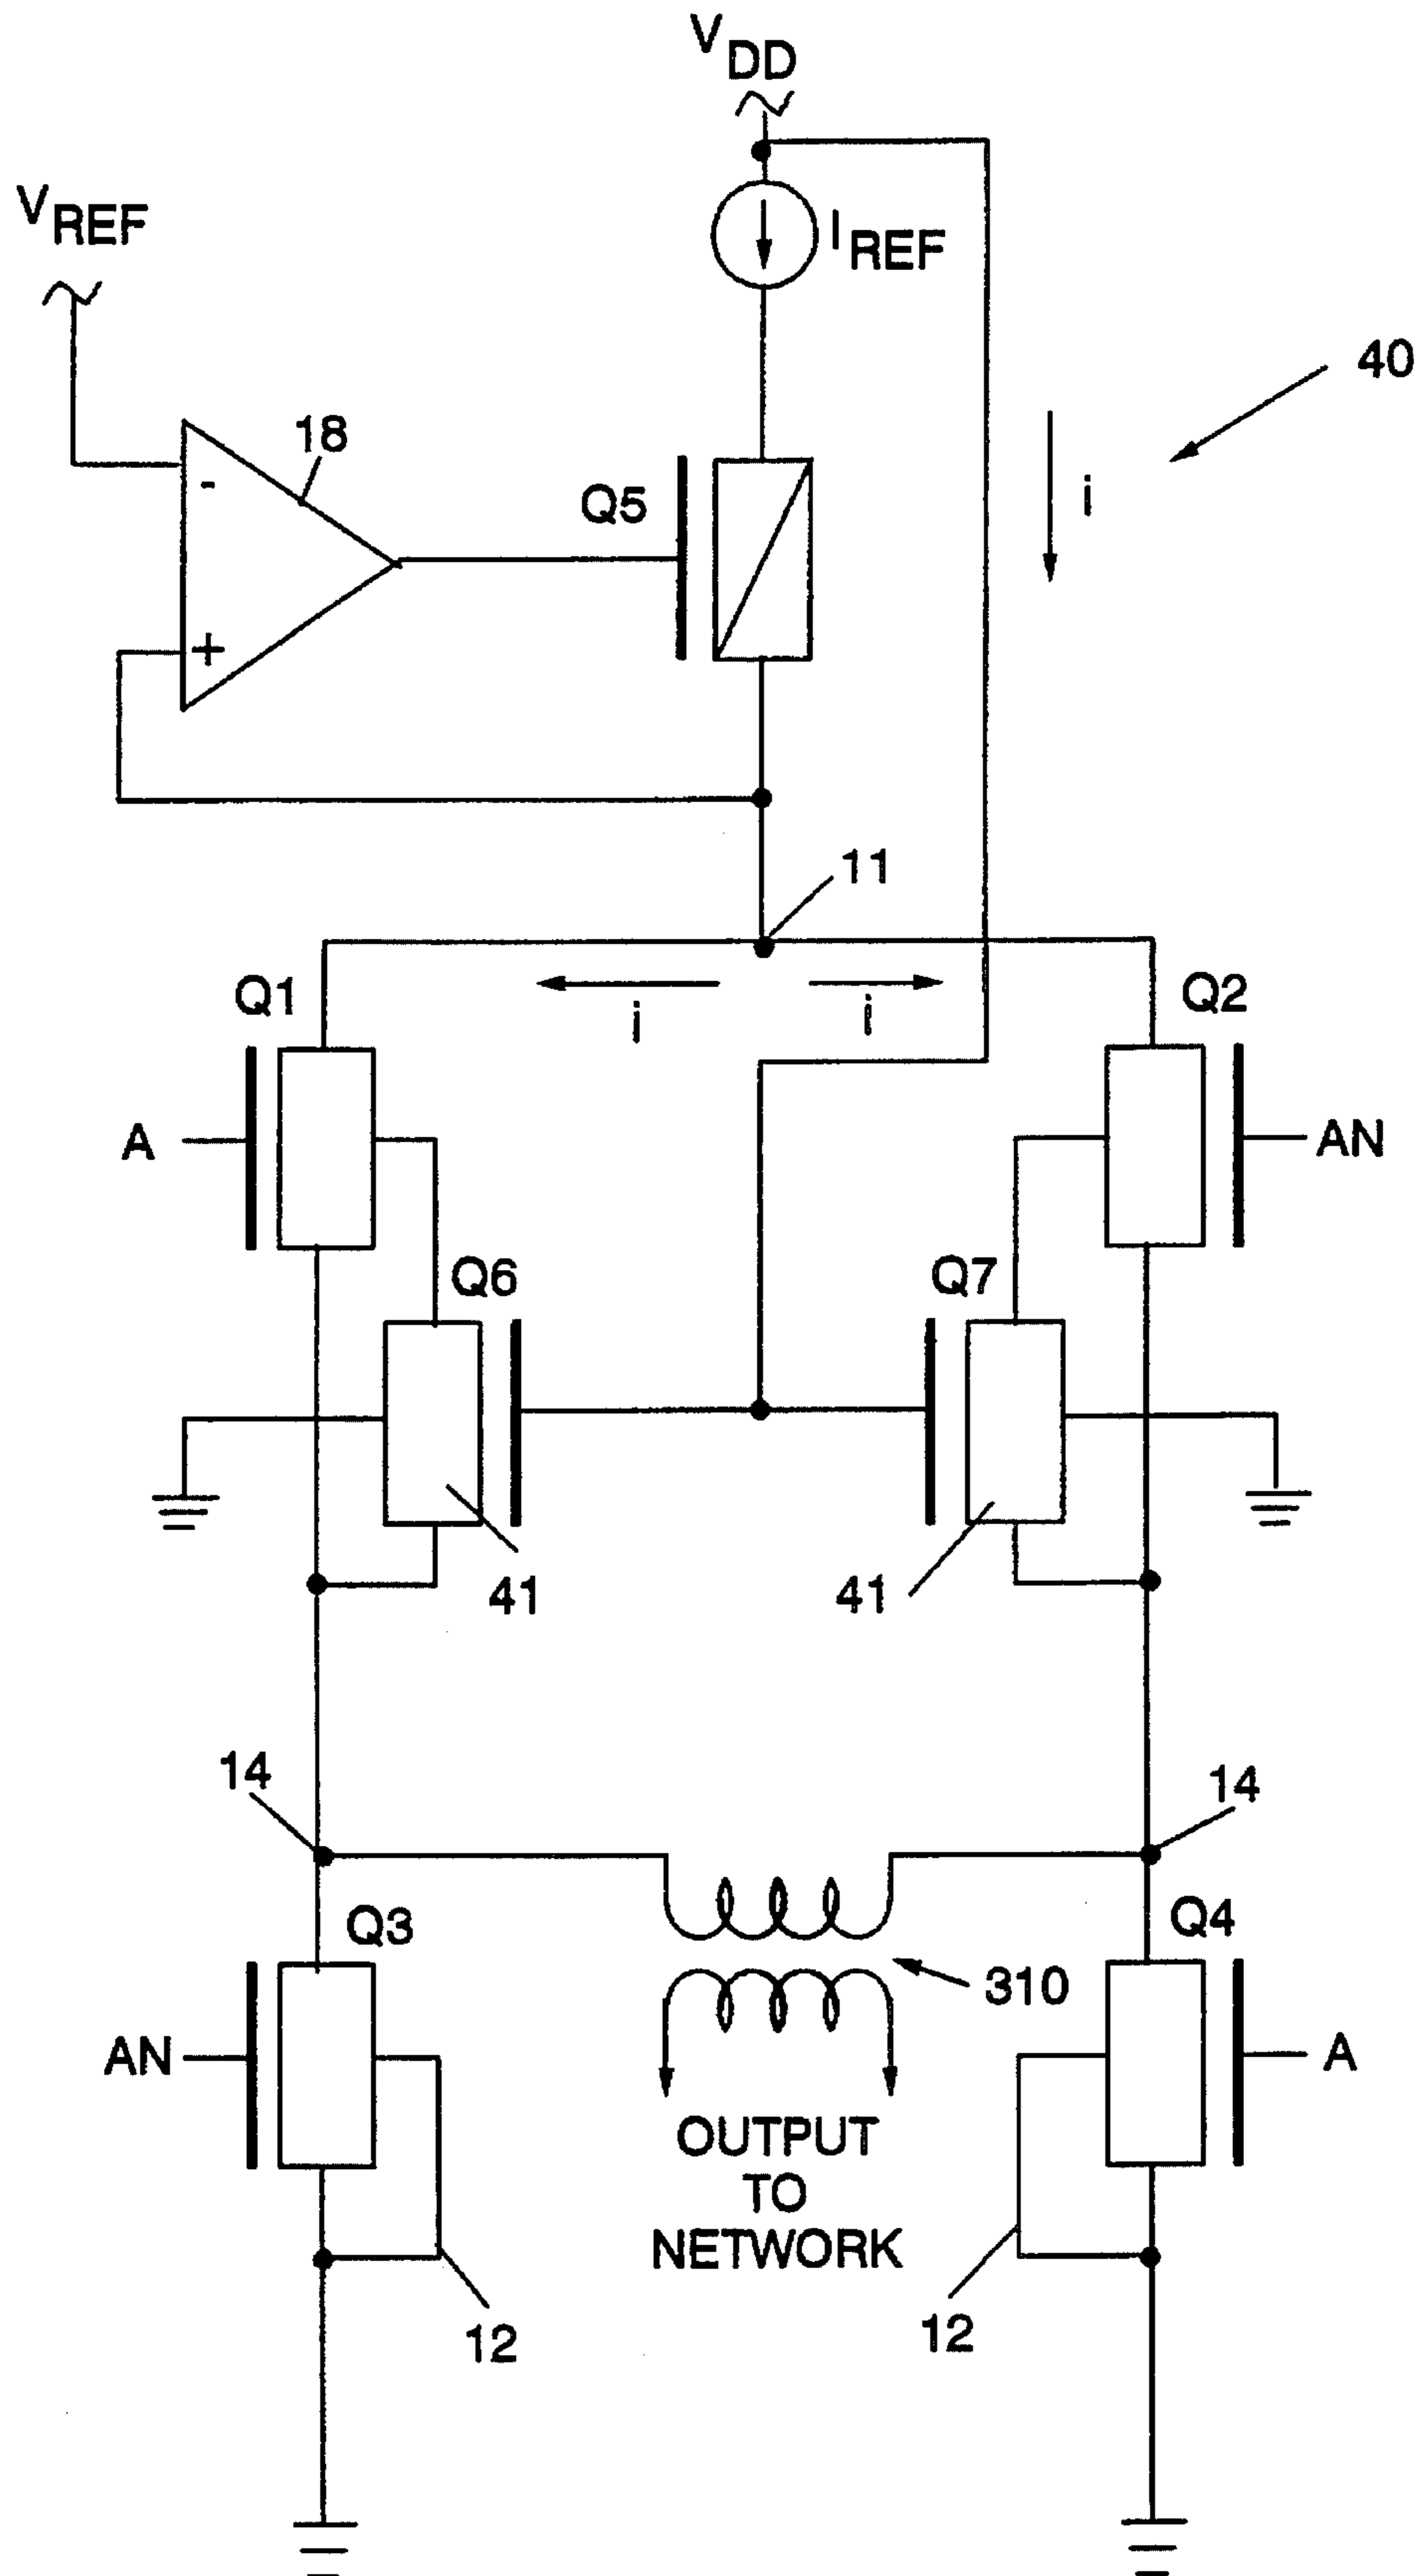 VDD
VREF
IREF
40
18
-
Q5
i
+
11
Q1
i
i
Q2
A
AN
Q6
Q7
41
41
14
14
Q3
Q4
310
AN
A
OUTPUT
TO
NETWORK
12
12